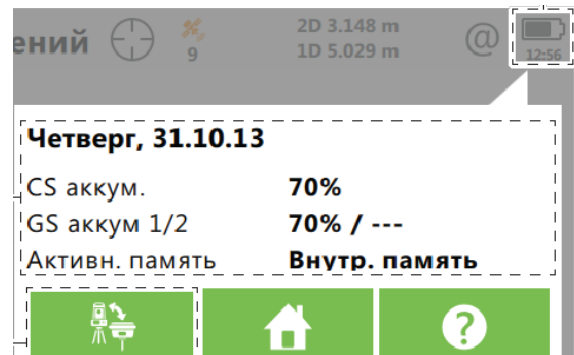 ений
9
2D 3.148 m
1D 5.029 m
@
12:56
Четверг, 31.10.13
CS аккум. 70%
GS аккум 1/2 70% / ---
Активн. память Внутр. память
?